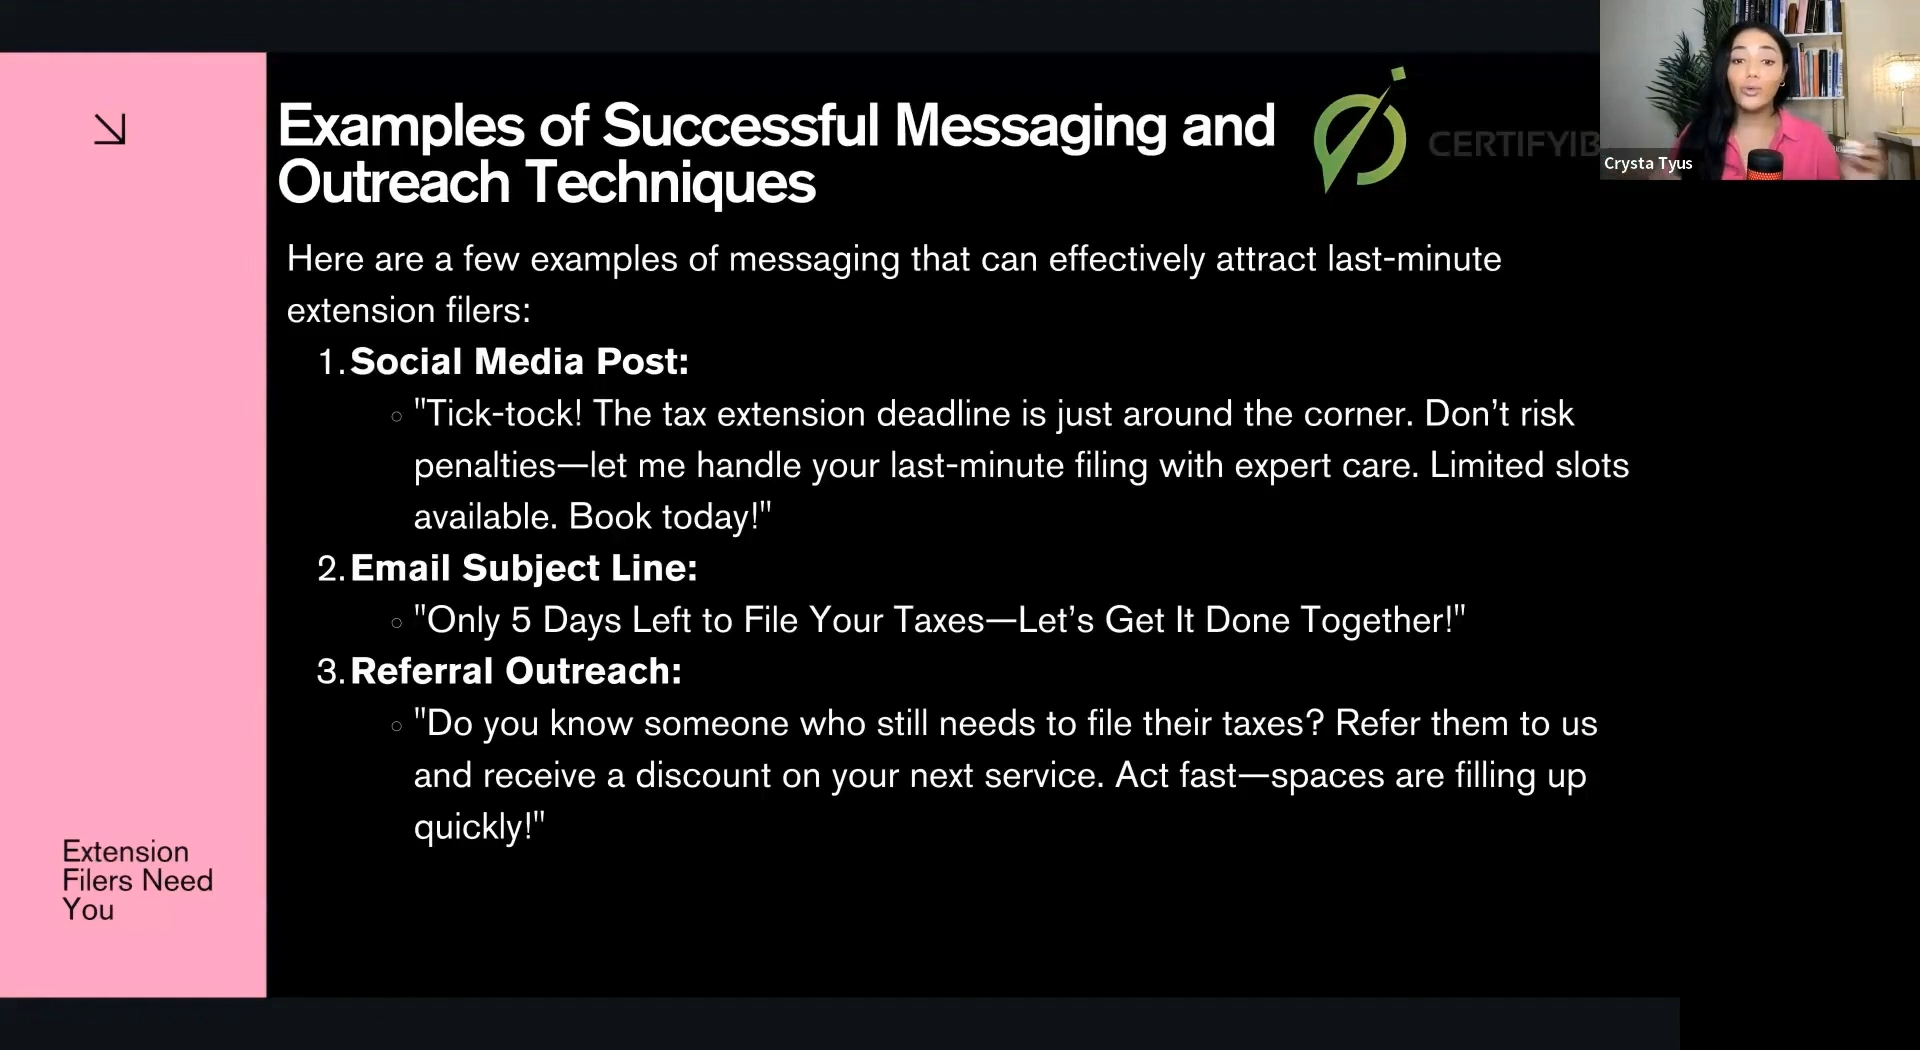 Examples of Successful Messaging and
Outreach Techniques
CERTIFYIB
Crysta Tyus
Here are a few examples of messaging that can effectively attract last-minute
extension filers:
1. Social Media Post:
"Tick-tock! The tax extension deadline is just around the corner. Don’t risk
penalties—let me handle your last-minute filing with expert care. Limited slots
available. Book today!"
2. Email Subject Line:
"Only 5 Days Left to File Your Taxes—Let’s Get It Done Together!"
3. Referral Outreach:
"Do you know someone who still needs to file their taxes? Refer them to us
and receive a discount on your next service. Act fast—spaces are filling up
quickly!"
Extension
Filers Need
You